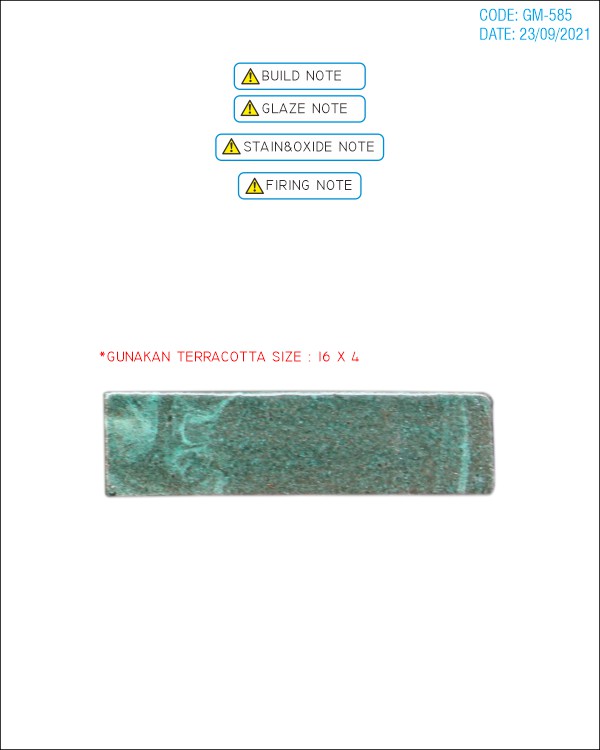 CODE: GM-585
DATE: 23/09/2021
BUILD NOTE
GLAZE NOTE
STAIN&OXIDE NOTE
FIRING NOTE
*GUNAKAN TERRACOTTA SIZE : 16 X 4